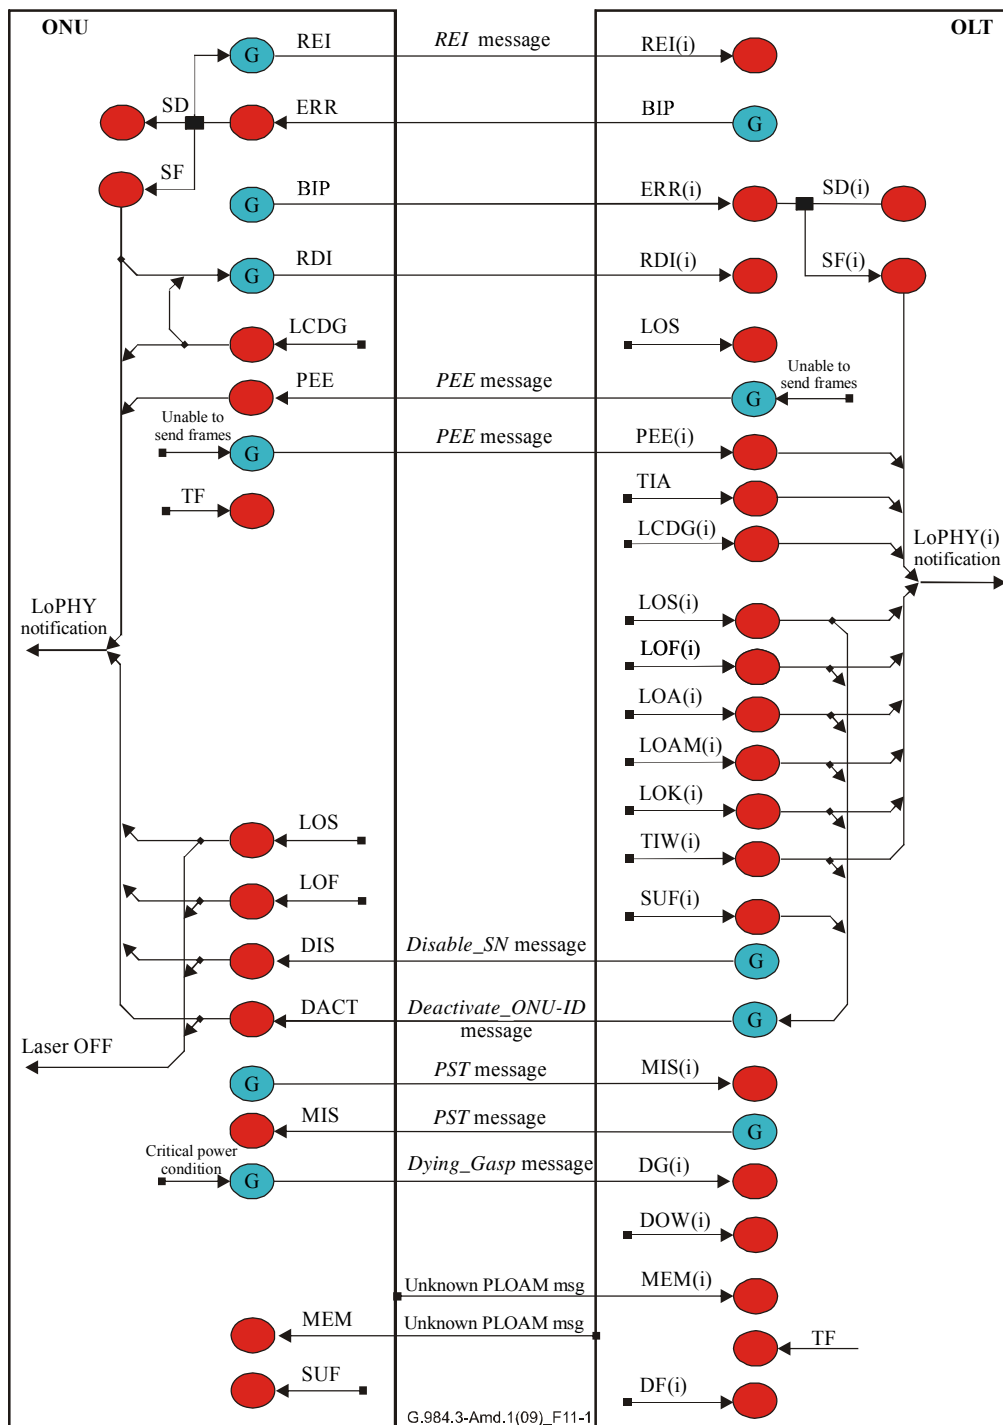 ONU
OLT
REI
REI message
REI(i)
G
SD
ERR
BIP
G
SF
G
BIP
ERR(i)
SD(i)
G
RDI
RDI(i)
SF(i)
LCDG
LOS
PEE
PEE message
G
Unable to
send frames
Unable to
send frames
G
PEE message
PEE(i)
TF
TIA
LCDG(i)
LoPHY(i)
notification
LoPHY
notification
LOS(i)
LOF(i)
LOA(i)
LOAM(i)
LOK(i)
LOS
TIW(i)
LOF
SUF(i)
DIS
Disable_SN message
G
DACT
Deactivate_ONU-ID
message
G
Laser OFF
G
PST message
MIS(i)
MIS
PST message
G
Critical power
condition
G
Dying_Gasp message
DG(i)
DOW(i)
Unknown PLOAM msg
MEM(i)
MEM
Unknown PLOAM msg
TF
SUF
DF(i)
G.984.3-Amd.1(09)_F11-1